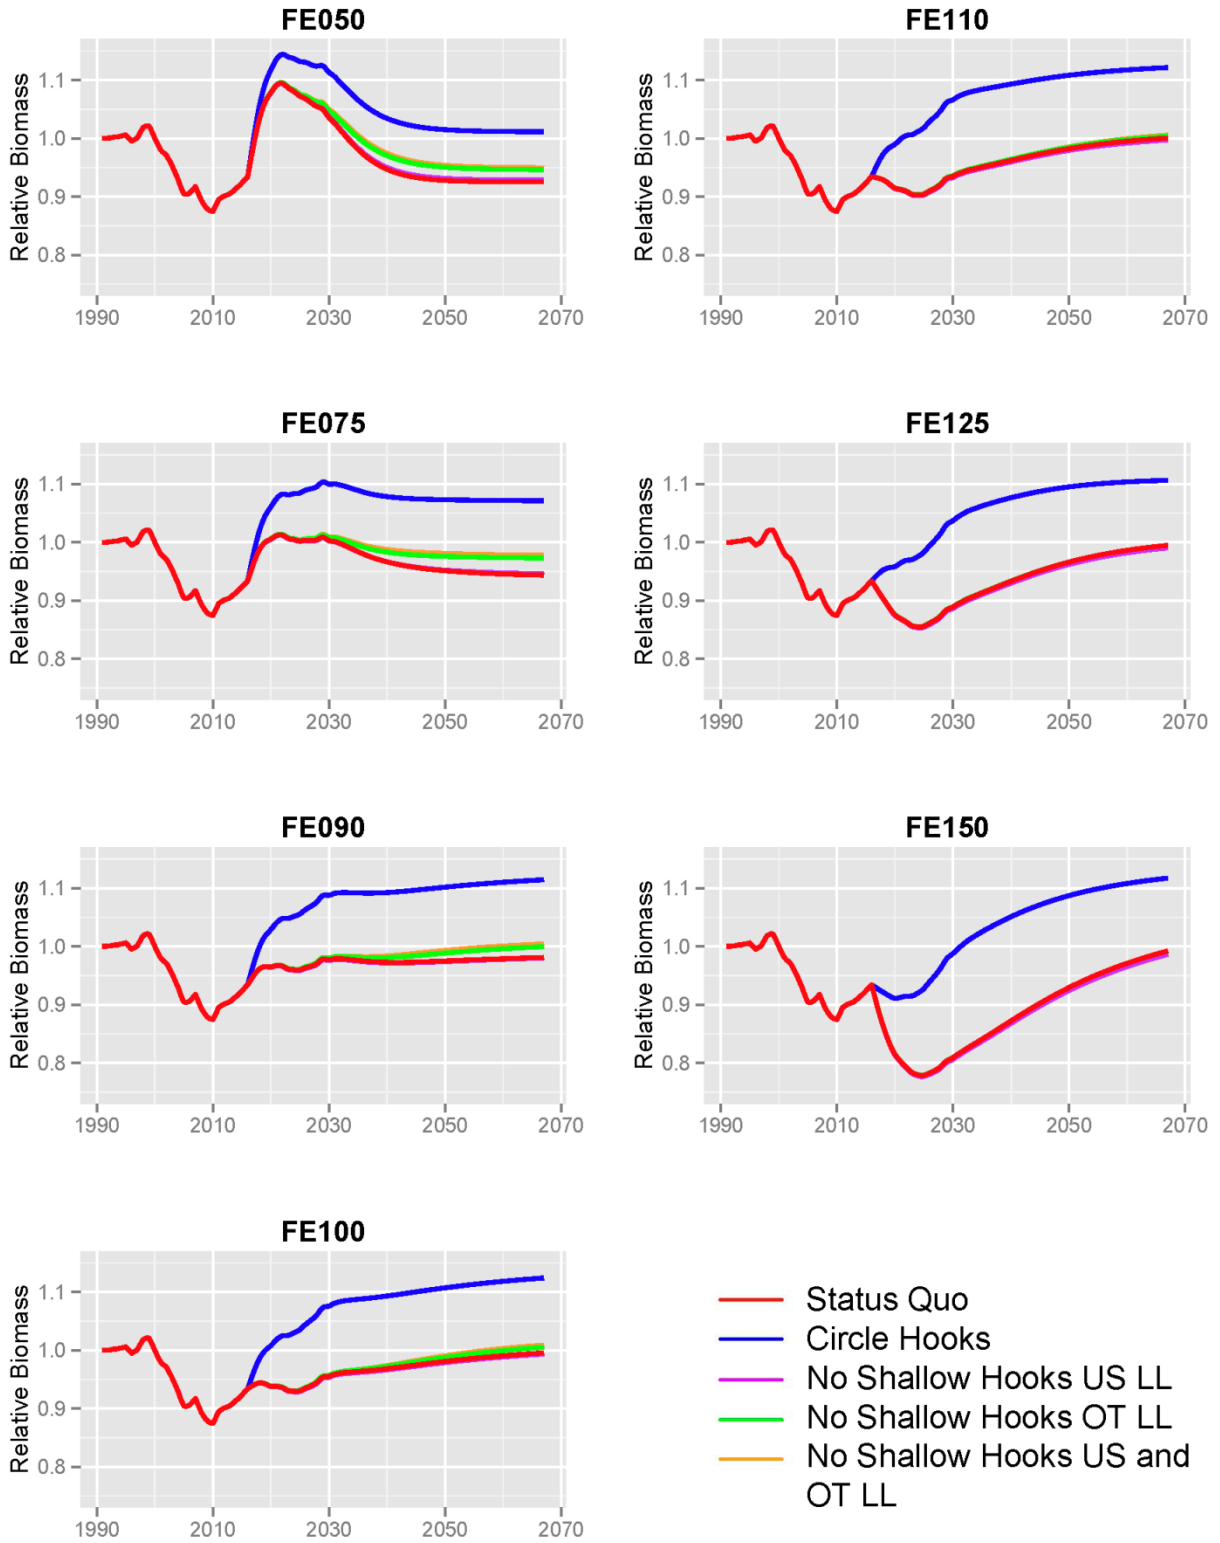 FE050
Relative Biomass
1.1
1.0
0.9
0.8
1990 2010 2030 2050 2070
FE110
Relative Biomass
1.1
1.0
0.9
0.8
1990 2010 2030 2050 2070
FE075
Relative Biomass
1.1
1.0
0.9
0.8
1990 2010 2030 2050 2070
FE125
Relative Biomass
1.1
1.0
0.9
0.8
1990 2010 2030 2050 2070
FE090
Relative Biomass
1.1
1.0
0.9
0.8
1990 2010 2030 2050 2070
FE150
Relative Biomass
1.1
1.0
0.9
0.8
1990 2010 2030 2050 2070
FE100
Relative Biomass
1.1
1.0
0.9
0.8
1990 2010 2030 2050 2070
Status Quo
Circle Hooks
No Shallow Hooks US LL
No Shallow Hooks OT LL
No Shallow Hooks US and
OT LL